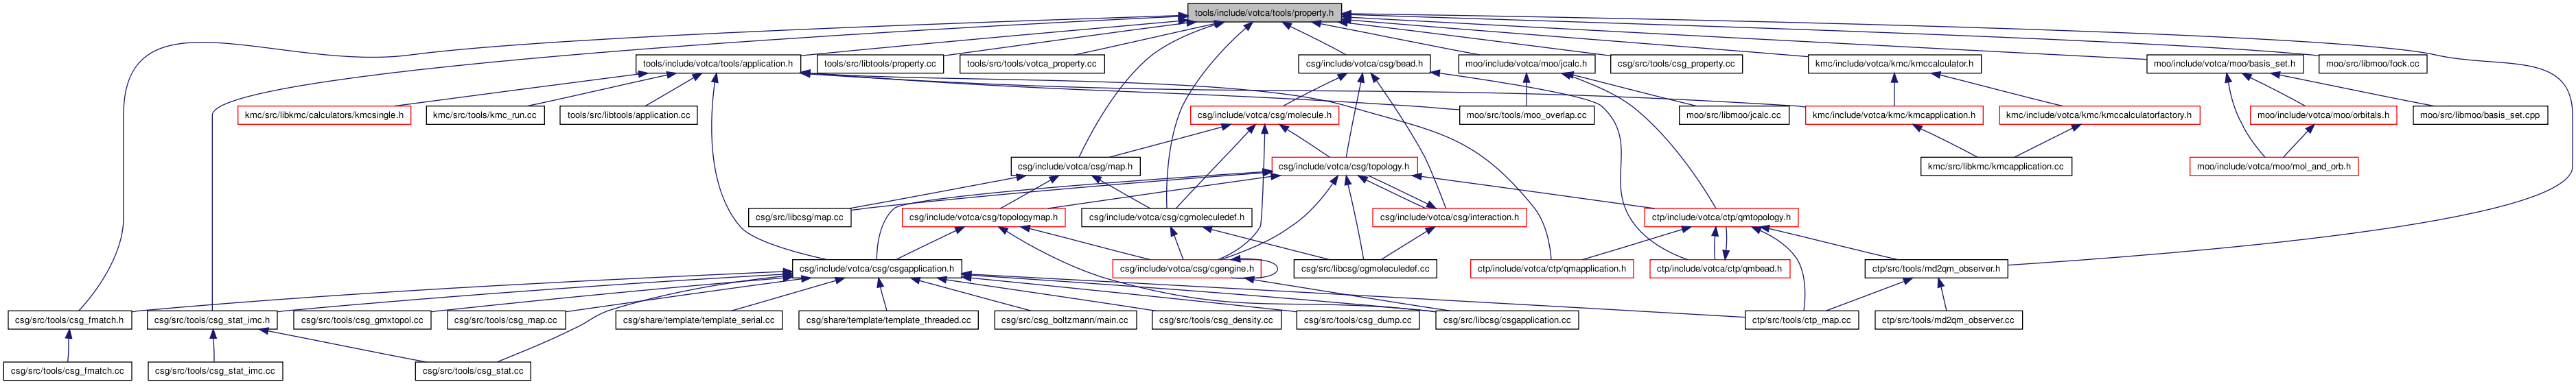 tools/include/votca/tools/property.h
tools/include/votca/tools/application.h
tools/src/libtools/property.cc
tools/src/tools/votca_property.cc
csg/include/votca/csg/bead.h
moo/include/votca/moo/jcalc.h
csg/src/tools/csg_property.cc
kmc/include/votca/kmc/kmccalculator.h
moo/include/votca/moo/basis_set.h
moo/src/libmoo/fock.cc
kmc/src/libkmc/calculators/kmcsingle.h
kmc/src/tools/kmc_run.cc
tools/src/libtools/application.cc
csg/include/votca/csg/molecule.h
moo/src/tools/moo_overlap.cc
moo/src/libmoo/jcalc.cc
kmc/include/votca/kmc/kmcapplication.h
kmc/include/votca/kmc/kmccalculatorfactory.h
moo/include/votca/moo/orbitals.h
moo/src/libmoo/basis_set.cpp
csg/include/votca/csg/map.h
csg/include/votca/csg/topology.h
kmc/src/libkmc/kmcapplication.cc
moo/include/votca/moo/mol_and_orb.h
csg/src/libcsg/map.cc
csg/include/votca/csg/topologymap.h
csg/include/votca/csg/cgmoleculedef.h
csg/include/votca/csg/interaction.h
ctp/include/votca/ctp/qmtopology.h
csg/include/votca/csg/csgapplication.h
csg/include/votca/csg/cgengine.h
csg/src/libcsg/cgmoleculedef.cc
ctp/include/votca/ctp/qmapplication.h
ctp/include/votca/ctp/qmbead.h
ctp/src/tools/md2qm_observer.h
csg/src/tools/csg_fmatch.h
csg/src/tools/csg_stat_imc.h
csg/src/tools/csg_gmxtopol.cc
csg/src/tools/csg_map.cc
csg/share/template/template_serial.cc
csg/share/template/template_threaded.cc
csg/src/csg_boltzmann/main.cc
csg/src/tools/csg_density.cc
csg/src/tools/csg_dump.cc
csg/src/libcsg/csgapplication.cc
ctp/src/tools/ctp_map.cc
ctp/src/tools/md2qm_observer.cc
csg/src/tools/csg_fmatch.cc
csg/src/tools/csg_stat_imc.cc
csg/src/tools/csg_stat.cc